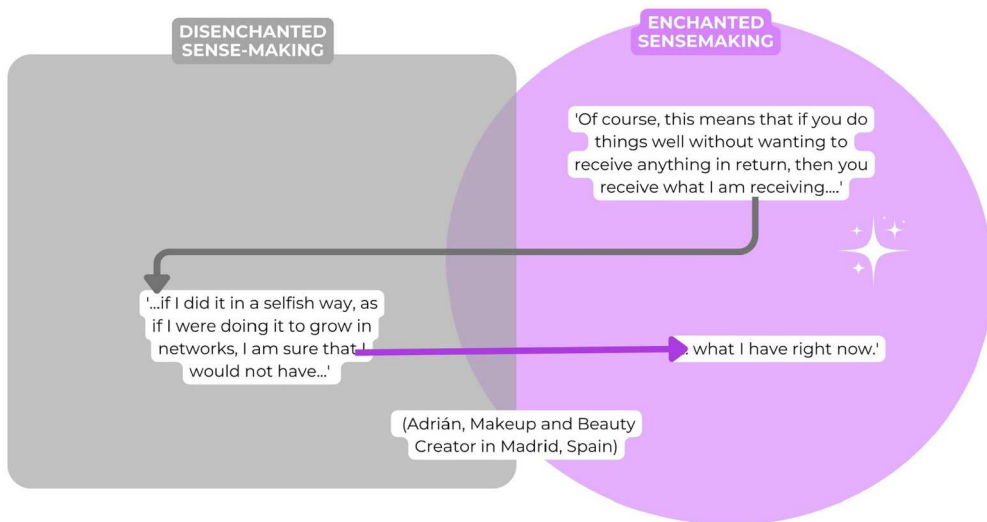 DISENCHANTED
SENSE-MAKING
ENCHANTED
SENSEMAKING
'Of course, this means that if you do
things well without wanting to
receive anything in return, then you
receive what I am receiving....'
'...if I did it in a selfish way, as
if I were doing it to grow in
networks, I am sure that I
would not have...'
.. what I have right now.'
(Adrián, Makeup and Beauty
Creator in Madrid, Spain)